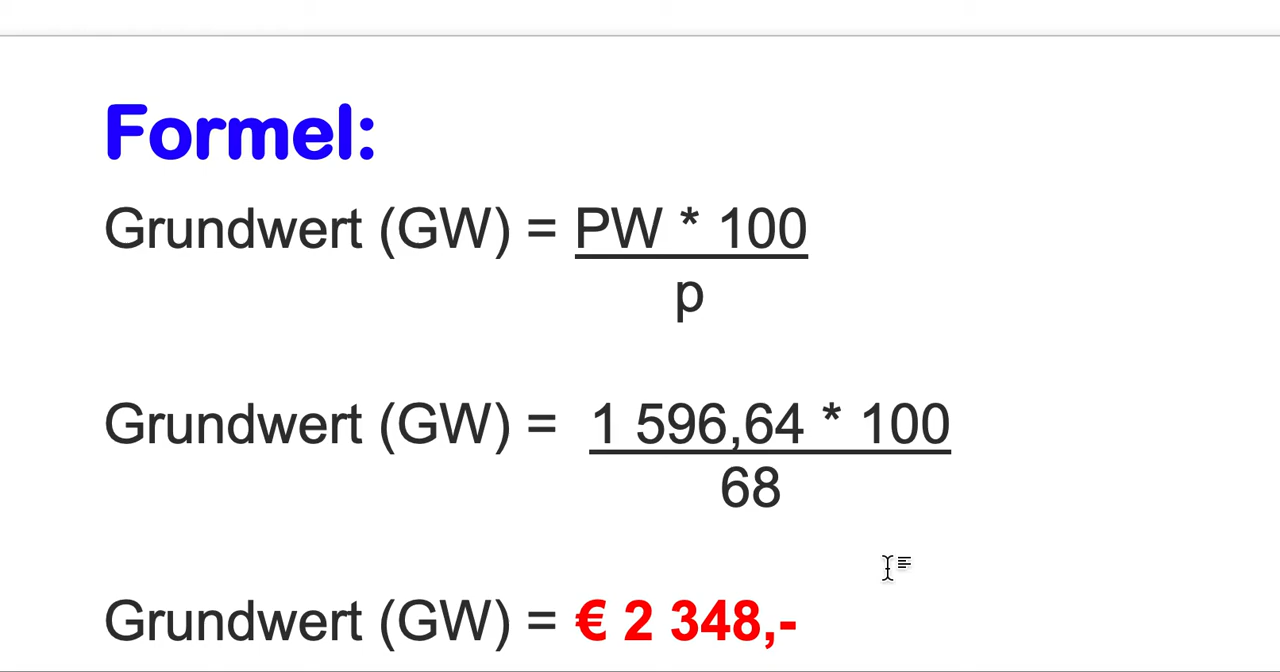 Formel:
Grundwert (GW) = PW * 100
p
Grundwert (GW) = 1 596,64 * 100
68
Grundwert (GW) = € 2 348,-